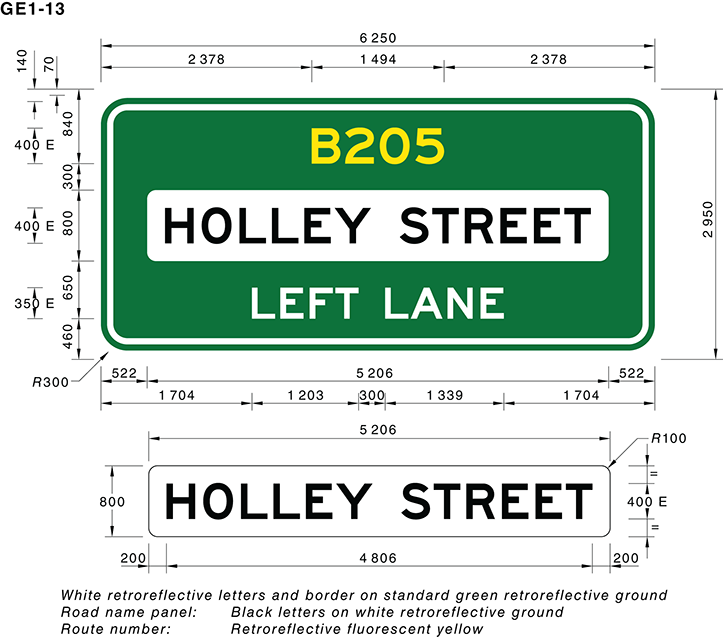 GE1-13
6 250
2 378 1 494 2 378
140
70
840
400 E
300
800
400 E
650
350 E
460
2 950
B205
HOLLEY STREET
LEFT LANE
R300
522 5 206 522
1 704 1 203 300 1 339 1 704
5 206
R100
800
HOLLEY STREET
=
400 E
=
200 4 806 200
White retroreflective letters and border on standard green retroreflective ground
Road name panel: Black letters on white retroreflective ground
Route number: Retroreflective fluorescent yellow